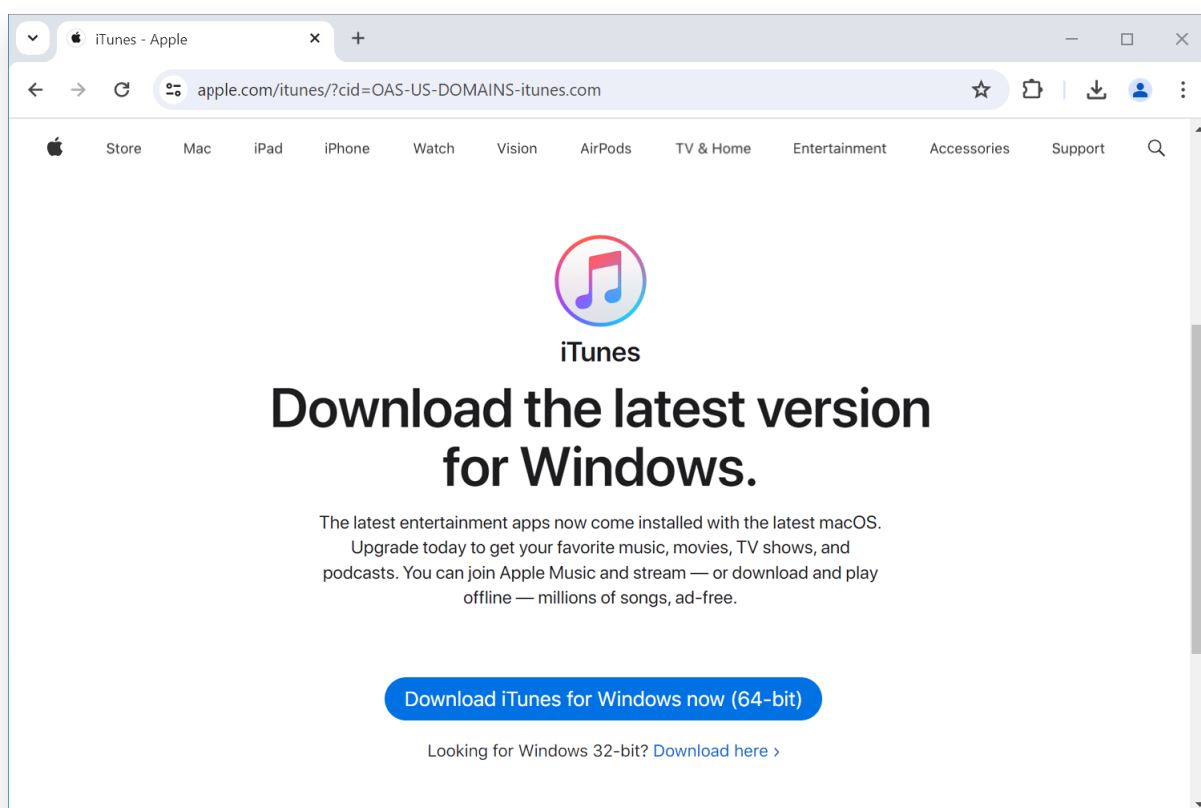 iTunes - Apple
apple.com/itunes/?cid=OAS-US-DOMAINS-itunes.com
Store Mac iPad iPhone Watch Vision AirPods TV & Home Entertainment Accessories Support
iTunes
Download the latest version
for Windows.
The latest entertainment apps now come installed with the latest macOS.
Upgrade today to get your favorite music, movies, TV shows, and
podcasts. You can join Apple Music and stream — or download and play
offline — millions of songs, ad-free.
Download iTunes for Windows now (64-bit)
Looking for Windows 32-bit? Download here ›